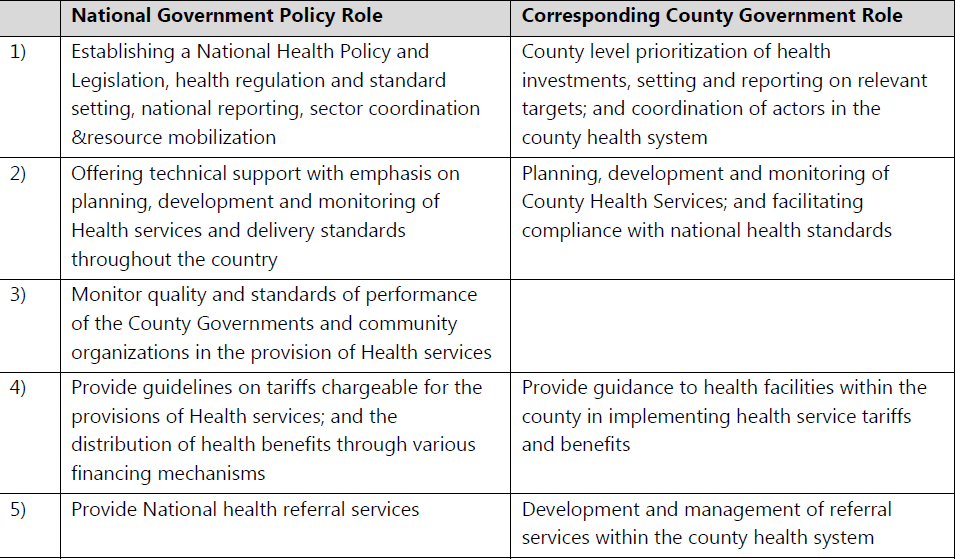 National Government Policy Role
Corresponding County Government Role
1)
Establishing a National Health Policy and
Legislation, health regulation and standard
setting, national reporting, sector coordination
&resource mobilization
County level prioritization of health
investments, setting and reporting on relevant
targets; and coordination of actors in the
county health system
2)
Offering technical support with emphasis on
planning, development and monitoring of
Health services and delivery standards
throughout the country
Planning, development and monitoring of
County Health Services; and facilitating
compliance with national health standards
3)
Monitor quality and standards of performance
of the County Governments and community
organizations in the provision of Health services
4)
Provide guidelines on tariffs chargeable for the
provisions of Health services; and the
distribution of health benefits through various
financing mechanisms
Provide guidance to health facilities within the
county in implementing health service tariffs
and benefits
5)
Provide National health referral services
Development and management of referral
services within the county health system